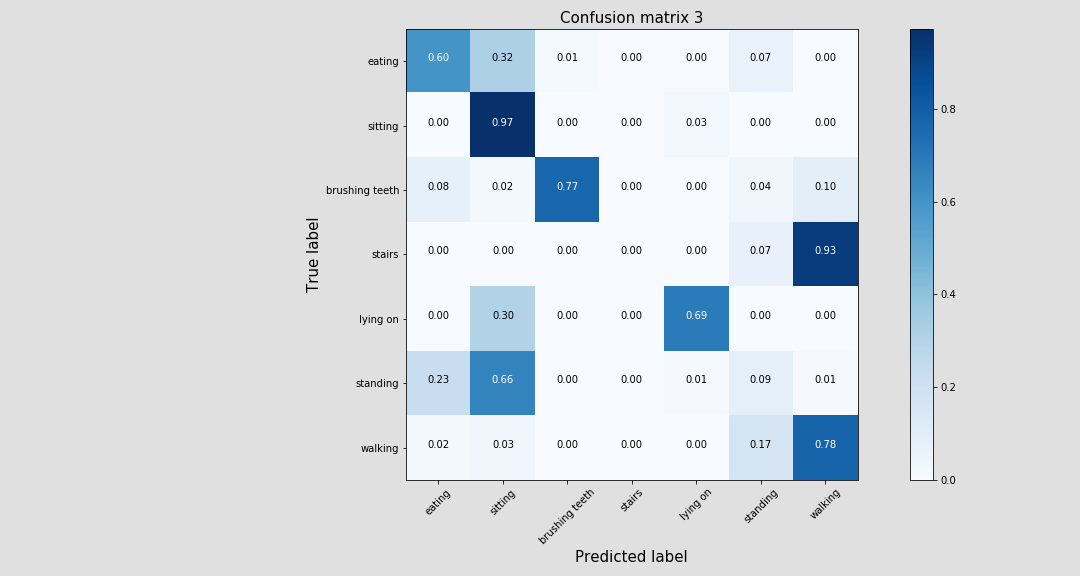 Confusion matrix 3
True label
eating 0.60 0.32 0.01 0.00 0.00 0.07 0.00
sitting 0.00 0.97 0.00 0.00 0.03 0.00 0.00
brushing teeth 0.08 0.02 0.77 0.00 0.00 0.04 0.10
stairs 0.00 0.00 0.00 0.00 0.00 0.07 0.93
lying on 0.00 0.30 0.00 0.00 0.69 0.00 0.00
standing 0.23 0.66 0.00 0.00 0.01 0.09 0.01
walking 0.02 0.03 0.00 0.00 0.00 0.17 0.78
eating sitting brushing teeth stairs lying on standing walking
Predicted label
0.8
0.6
0.4
0.2
0.0